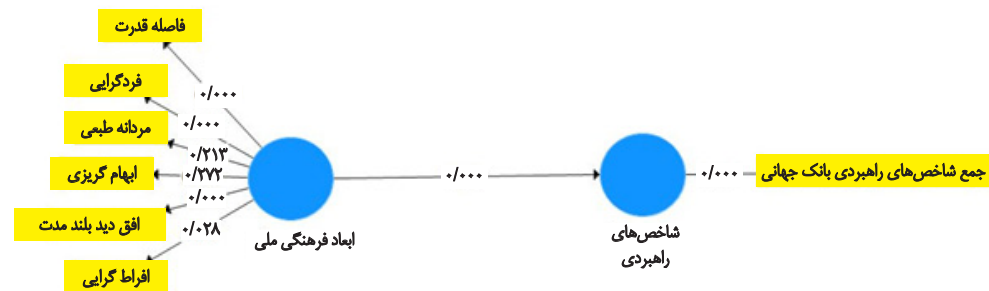 فاصله قدرت
۰/۰۰۰
فردگرایی
۰/۰۰۰
مردانه طبعی
۰/۲۱۳
ابهام گریزی
۰/۲۷۲
۰/۰۰۰
افق دید بلند مدت
۰/۰۲۸
افراط گرایی
ابعاد فرهنگی ملی
۰/۰۰۰
شاخص‌های
راهبردی
۰/۰۰۰
جمع شاخص‌های راهبردی بانک جهانی